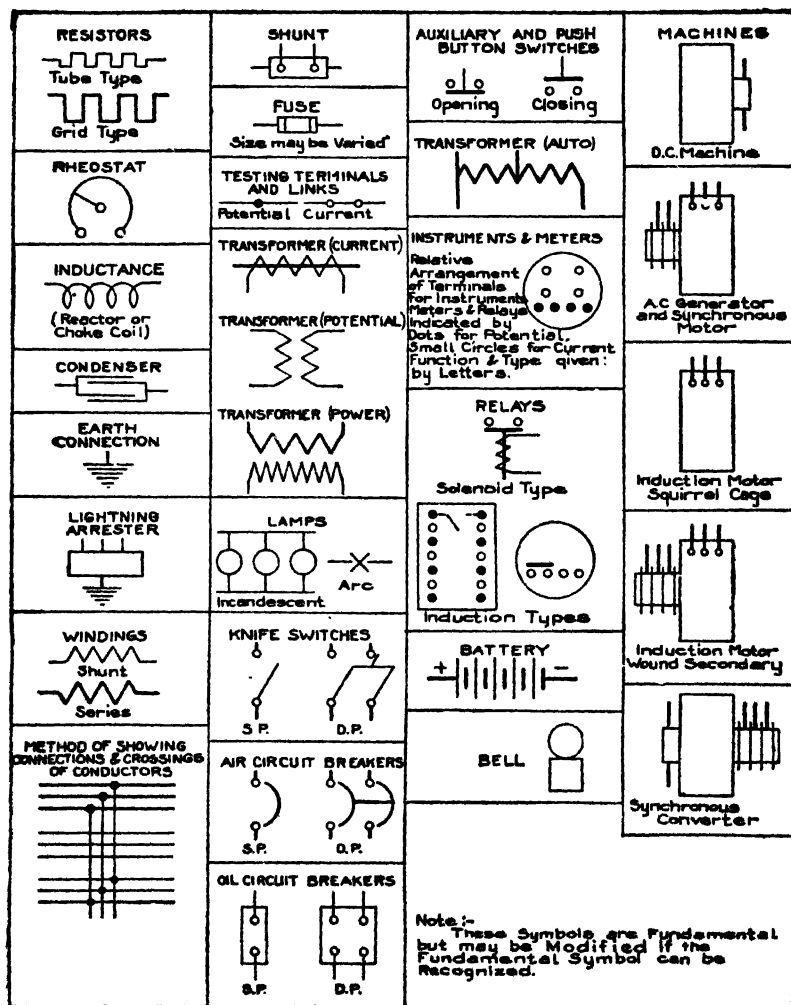 RESISTORS
Tube Type
Grid Type
RHEOSTAT
INDUCTANCE
(Reactor or
Choke Coil)
CONDENSER
EARTH
CONNECTION
LIGHTNING
ARRESTER
WINDINGS
Shunt
Series
METHOD OF SHOWING
CONNECTIONS & CROSSINGS
OF CONDUCTORS
SHUNT
FUSE
Size may be Varied
TESTING TERMINALS
AND LINKS
Potential Current
TRANSFORMER (CURRENT)
TRANSFORMER (POTENTIAL)
TRANSFORMER (POWER)
LAMPS
Arc
Incandescent
KNIFE SWITCHES
S.P. D.P.
AIR CIRCUIT BREAKERS
S.P. D.P.
OIL CIRCUIT BREAKERS
S.P. D.P.
AUXILIARY AND PUSH
BUTTON SWITCHES
Opening Closing
TRANSFORMER (AUTO)
INSTRUMENTS & METERS
Relative
Arrangement
of Terminals
for Instruments
Meters & Relays
Indicated by
Dots for Potential,
Small Circles for Current
Function & Type given:
by Letters.
RELAYS
Solenoid Type
Induction Types
BATTERY
+ −
BELL
MACHINES
D.C. Machine
A.C Generator
and Synchronous
Motor
Induction Motor
Squirrel Cage
Induction Motor
Wound Secondary
Synchronous
Converter
Note:-
These Symbols are Fundamental
but may be Modified if the
Fundamental Symbol can be
Recognized.